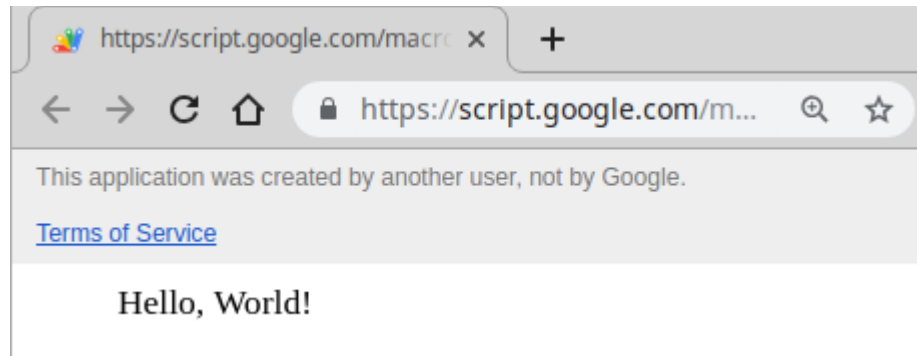 https://script.google.com/macro
https://script.google.com/m...
This application was created by another user, not by Google.
Terms of Service
Hello, World!